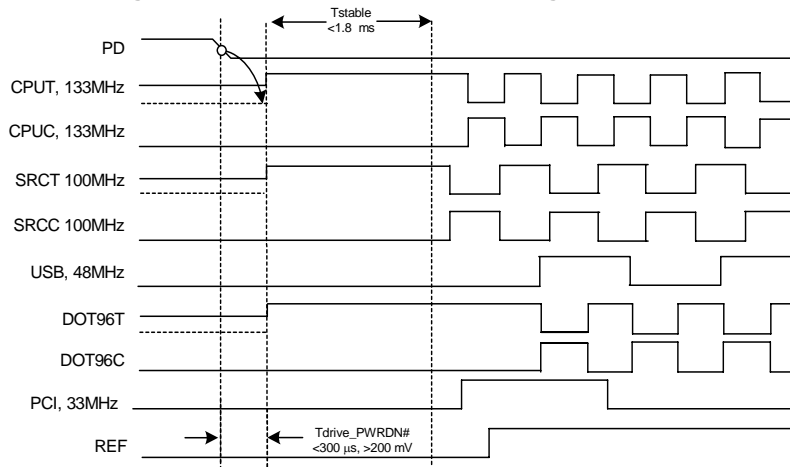 Tstable
<1.8 ms
PD
CPUT, 133MHz
CPUC, 133MHz
SRCT 100MHz
SRCC 100MHz
USB, 48MHz
DOT96T
DOT96C
PCI, 33MHz
Tdrive_PWRDN#
<300 μs, >200 mV
REF